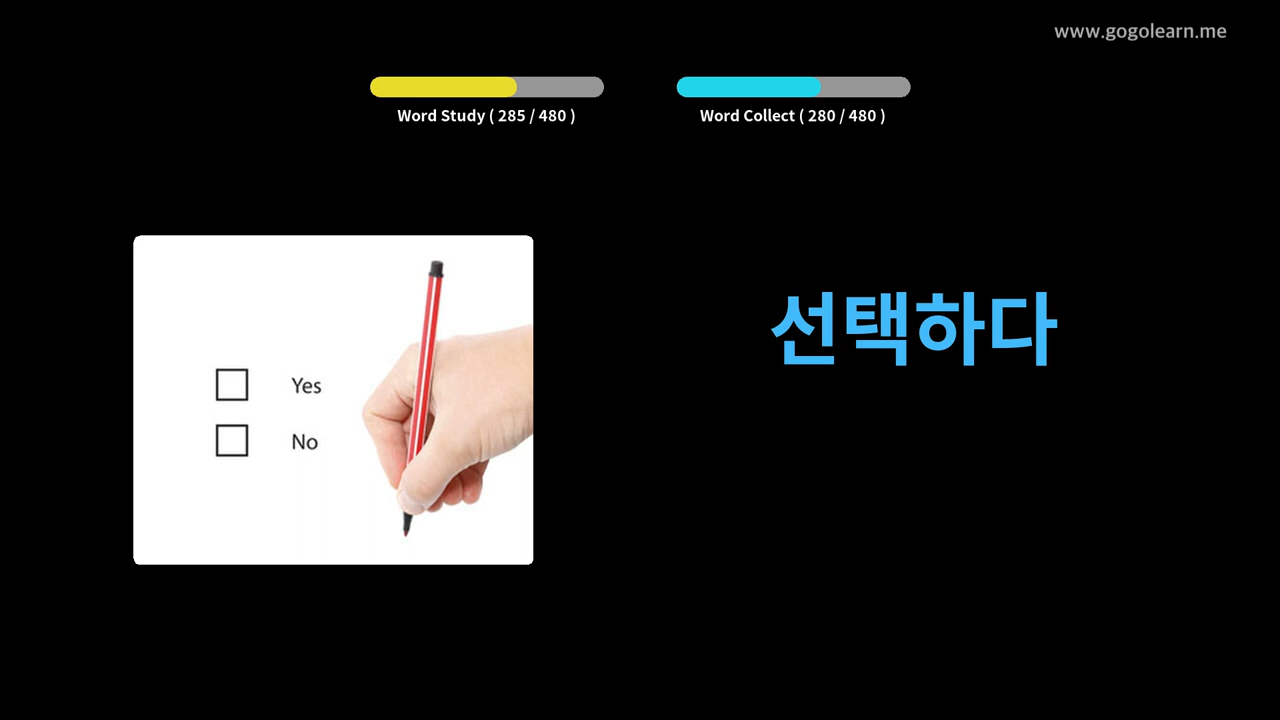 www.gogolearn.me
Word Study ( 285 / 480 )
Word Collect ( 280 / 480 )
선택하다
Yes
No